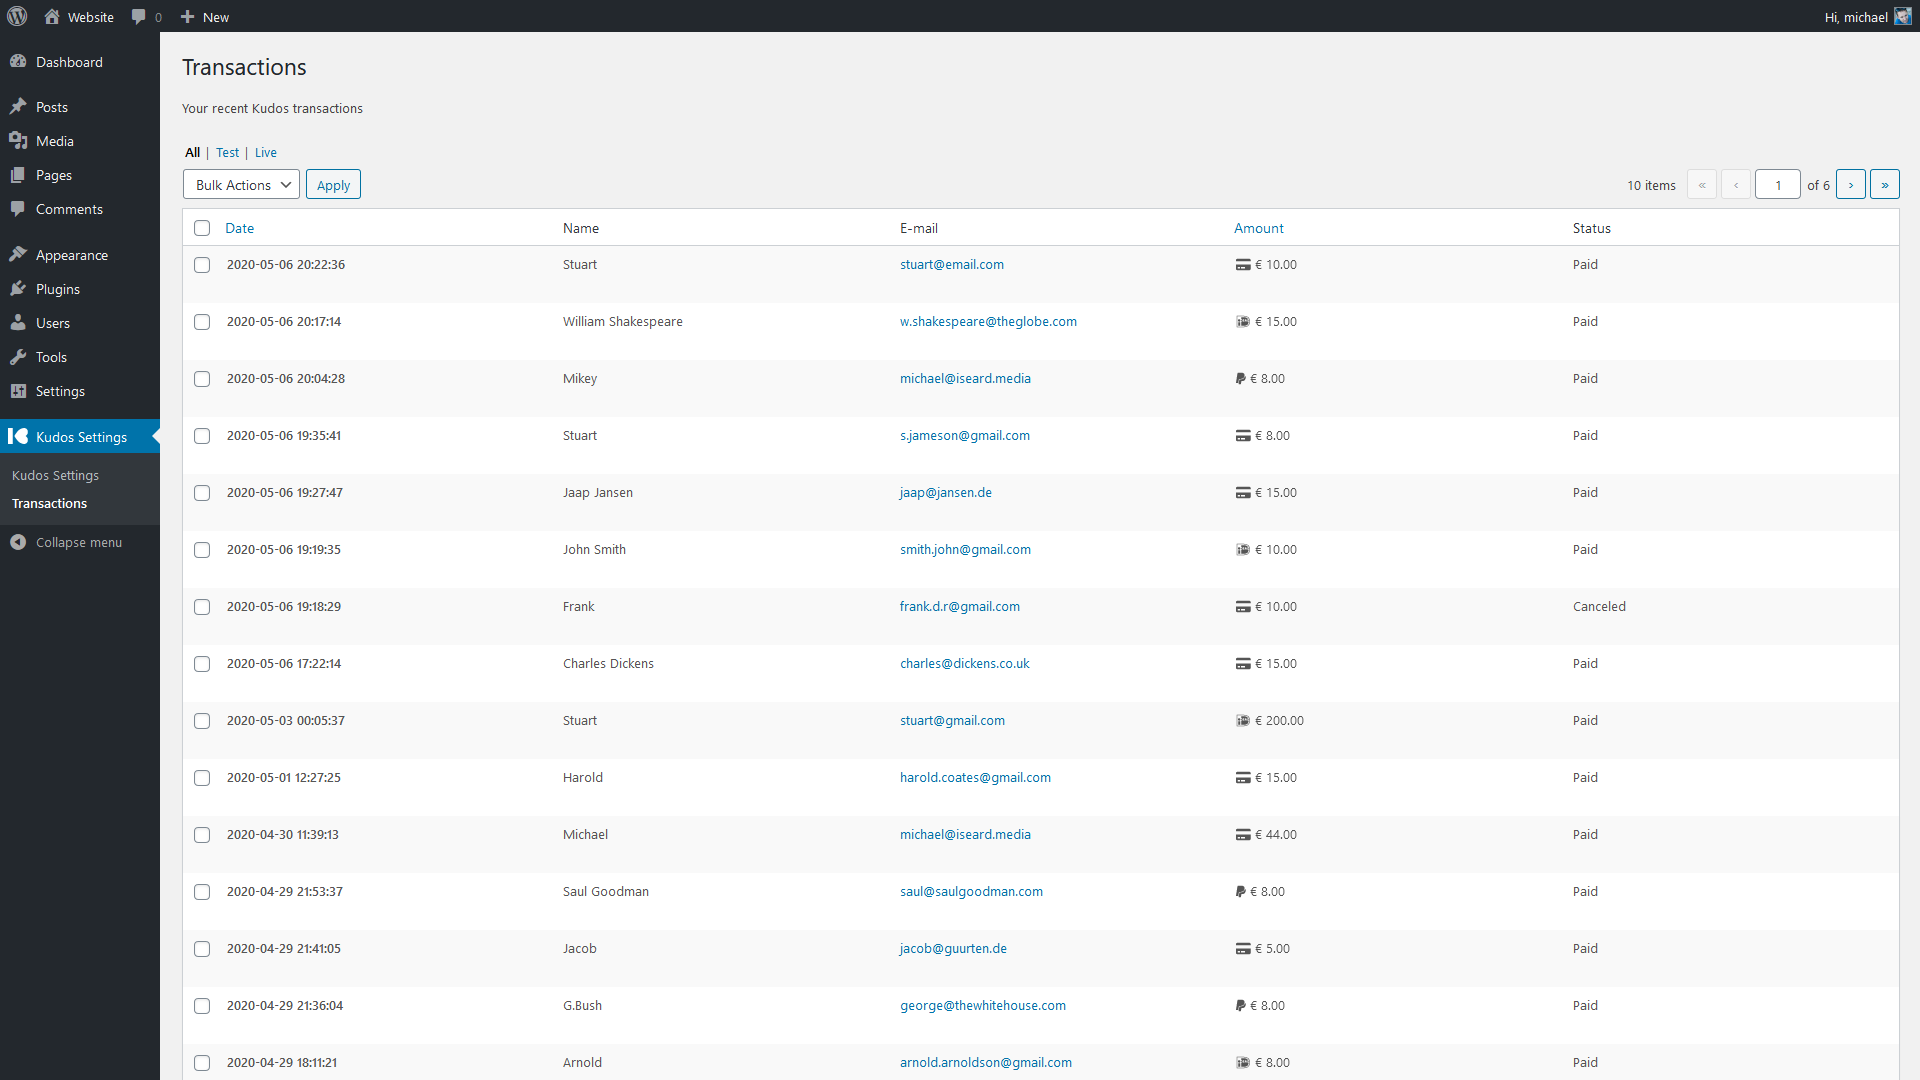 Website 0 New Hi, michael
Dashboard
Posts
Media
Pages
Comments
Appearance
Plugins
Users
Tools
Settings
Kudos Settings
Kudos Settings
Transactions
Collapse menu
Transactions
Your recent Kudos transactions
All | Test | Live
Bulk Actions Apply 10 items « ‹ 1 of 6 › »
Date Name E-mail Amount Status
2020-05-06 20:22:36 Stuart stuart@email.com € 10.00 Paid
2020-05-06 20:17:14 William Shakespeare w.shakespeare@theglobe.com € 15.00 Paid
2020-05-06 20:04:28 Mikey michael@iseard.media € 8.00 Paid
2020-05-06 19:35:41 Stuart s.jameson@gmail.com € 8.00 Paid
2020-05-06 19:27:47 Jaap Jansen jaap@jansen.de € 15.00 Paid
2020-05-06 19:19:35 John Smith smith.john@gmail.com € 10.00 Paid
2020-05-06 19:18:29 Frank frank.d.r@gmail.com € 10.00 Canceled
2020-05-06 17:22:14 Charles Dickens charles@dickens.co.uk € 15.00 Paid
2020-05-03 00:05:37 Stuart stuart@gmail.com € 200.00 Paid
2020-05-01 12:27:25 Harold harold.coates@gmail.com € 15.00 Paid
2020-04-30 11:39:13 Michael michael@iseard.media € 44.00 Paid
2020-04-29 21:53:37 Saul Goodman saul@saulgoodman.com € 8.00 Paid
2020-04-29 21:41:05 Jacob jacob@guurten.de € 5.00 Paid
2020-04-29 21:36:04 G.Bush george@thewhitehouse.com € 8.00 Paid
2020-04-29 18:11:21 Arnold arnold.arnoldson@gmail.com € 8.00 Paid